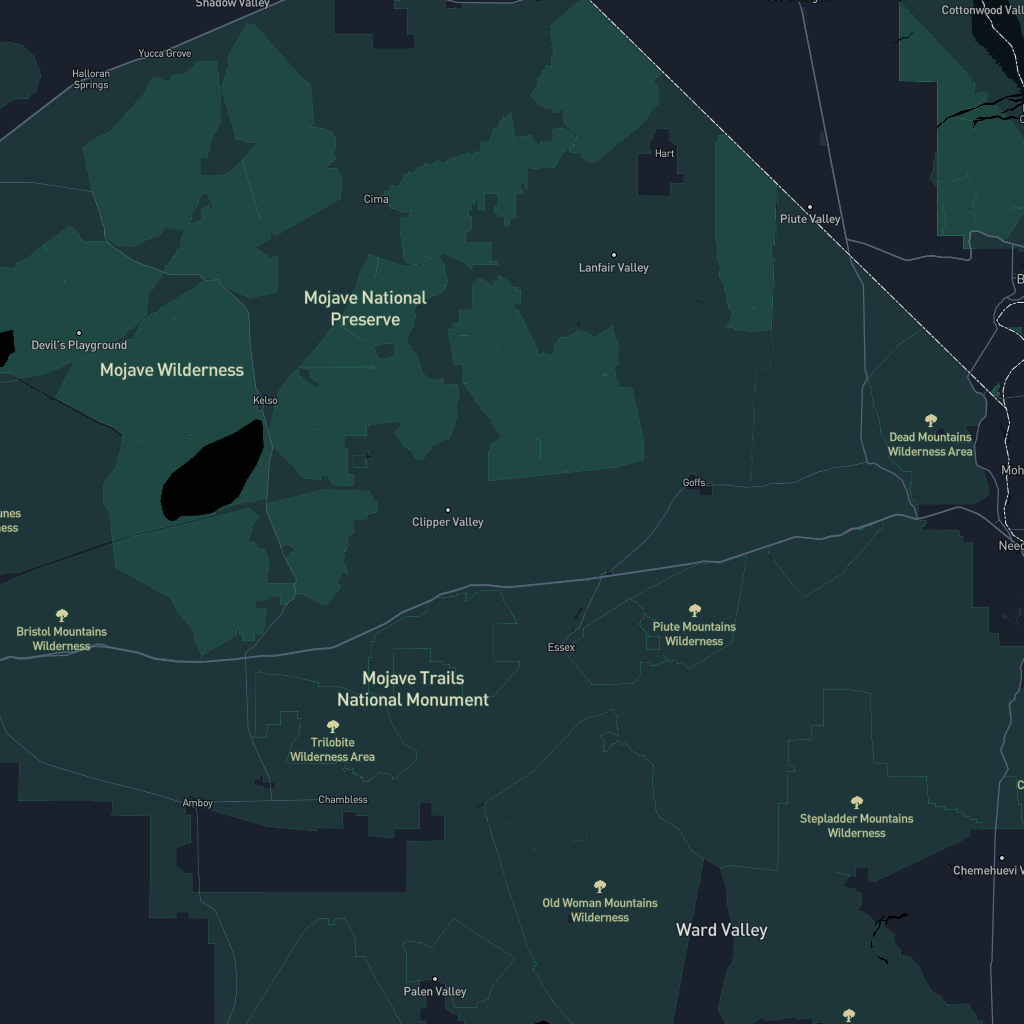 Shadow Valley
Cottonwood Vall
Yucca Grove
Halloran
Springs
Hart
Cima
Piute Valley
Lanfair Valley
Mojave National
Preserve
Devil's Playground
Mojave Wilderness
Kelso
Dead Mountains
Wilderness Area
Moh
Goffs
unes
ess
Clipper Valley
Need
Bristol Mountains
Wilderness
Piute Mountains
Wilderness
Essex
Mojave Trails
National Monument
Trilobite
Wilderness Area
Amboy
Chambless
Stepladder Mountains
Wilderness
Chemehuevi V
Old Woman Mountains
Wilderness
Ward Valley
Palen Valley